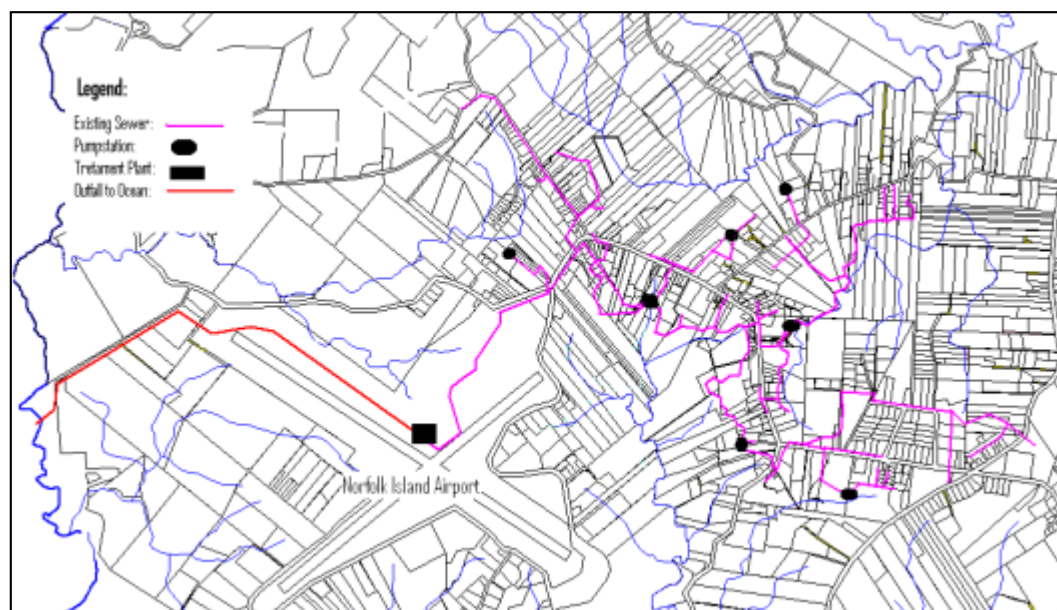 Legend:
Existing Sewer:
Pumpstation:
Tretament Plant:
Outfall to Ocean:
Norfolk Island Airport